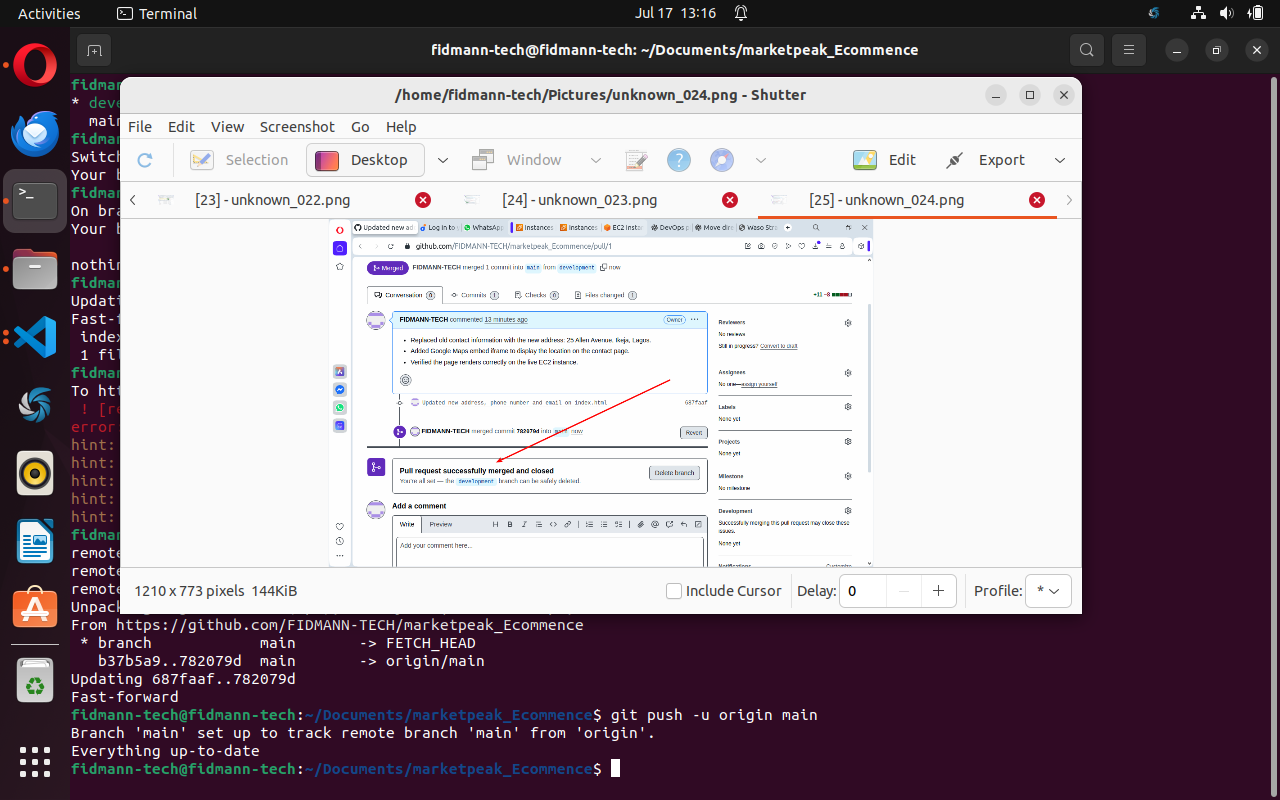 Activities
Terminal
Jul 17 13:16
fidmann-tech@fidmann-tech: ~/Documents/marketpeak_Ecommence
/home/fidmann-tech/Pictures/unknown_024.png - Shutter
File Edit View Screenshot Go Help
Selection
Desktop
Window
Edit
Export
[23] - unknown_022.png
[24] - unknown_023.png
[25] - unknown_024.png
Updated new ad
Log in to
WhatsApp
Instances
Instances
EC2 Insta
DevOps p
Move dire
Waso Stra
github.com/FIDMANN-TECH/marketpeak_Ecommence/pull/1
Merged
FIDMANN-TECH merged 1 commit into main from development now
Conversation 0
Commits 1
Checks 0
Files changed 1
+11 −8
FIDMANN-TECH commented 13 minutes ago
Owner
Replaced old contact information with the new address: 25 Allen Avenue, Ikeja, Lagos.
Added Google Maps embed iframe to display the location on the contact page.
Verified the page renders correctly on the live EC2 instance.
Updated new address, phone number and email on index.html
687faaf
FIDMANN-TECH merged commit 782079d into main now
Revert
Pull request successfully merged and closed
You're all set — the development branch can be safely deleted.
Delete branch
Add a comment
Write
Preview
Add your comment here...
Reviewers
No reviews
Still in progress? Convert to draft
Assignees
No one—assign yourself
Labels
None yet
Projects
None yet
Milestone
No milestone
Development
Successfully merging this pull request may close these
issues.
None yet
Notifications
Customize
1210 x 773 pixels 144KiB
Include Cursor
Delay: 0
Profile: *
fidmann
* deve
main
fidman
Switch
Your b
fidman
On bra
Your b
nothin
fidman
Updati
Fast-f
index
1 fil
fidman
To htt
! [re
error:
hint:
hint:
hint:
hint:
hint:
fidman
remote
remote
remote
Unpack
From https://github.com/FIDMANN-TECH/marketpeak_Ecommence
* branch main -> FETCH_HEAD
b37b5a9..782079d main -> origin/main
Updating 687faaf..782079d
Fast-forward
fidmann-tech@fidmann-tech:~/Documents/marketpeak_Ecommence$ git push -u origin main
Branch 'main' set up to track remote branch 'main' from 'origin'.
Everything up-to-date
fidmann-tech@fidmann-tech:~/Documents/marketpeak_Ecommence$